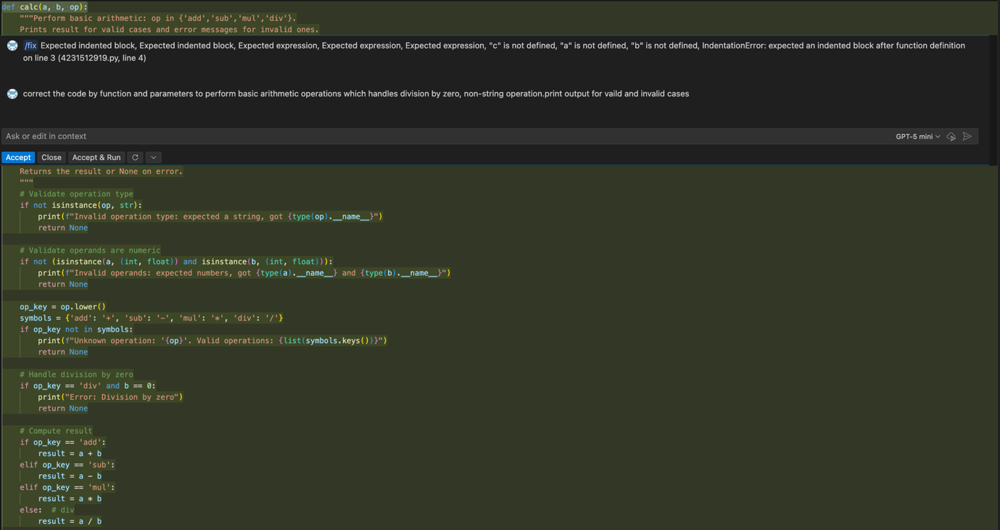 def calc(a, b, op):
    """Perform basic arithmetic: op in {'add','sub','mul','div'}.
    Prints result for valid cases and error messages for invalid ones.
/fix Expected indented block, Expected indented block, Expected expression, Expected expression, Expected expression, "c" is not defined, "a" is not defined, "b" is not defined, IndentationError: expected an indented block after function definition
on line 3 (4231512919.py, line 4)
correct the code by function and parameters to perform basic arithmetic operations which handles division by zero, non-string operation.print output for vaild and invalid cases
Ask or edit in context GPT-5 mini
Accept Close Accept & Run
    Returns the result or None on error.
    """
    # Validate operation type
    if not isinstance(op, str):
        print(f"Invalid operation type: expected a string, got {type(op).__name__}")
        return None
    # Validate operands are numeric
    if not (isinstance(a, (int, float)) and isinstance(b, (int, float))):
        print(f"Invalid operands: expected numbers, got {type(a).__name__} and {type(b).__name__}")
        return None
    op_key = op.lower()
    symbols = {'add': '+', 'sub': '-', 'mul': '*', 'div': '/'}
    if op_key not in symbols:
        print(f"Unknown operation: '{op}'. Valid operations: {list(symbols.keys())}")
        return None
    # Handle division by zero
    if op_key == 'div' and b == 0:
        print("Error: Division by zero")
        return None
    # Compute result
    if op_key == 'add':
        result = a + b
    elif op_key == 'sub':
        result = a - b
    elif op_key == 'mul':
        result = a * b
    else:  # div
        result = a / b